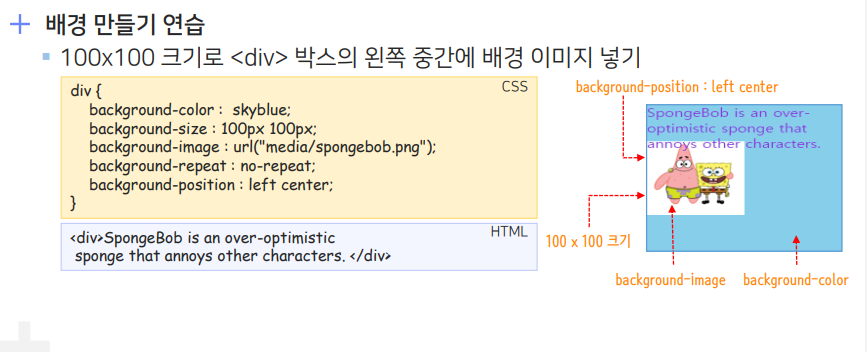 배경 만들기 연습
100x100 크기로 <div> 박스의 왼쪽 중간에 배경 이미지 넣기
CSS
div {
background-color : skyblue;
background-size : 100px 100px;
background-image : url("media/spongebob.png");
background-repeat : no-repeat;
background-position : left center;
}
HTML
<div>SpongeBob is an over-optimistic
sponge that annoys other characters. </div>
background-position : left center
SpongeBob is an over-
optimistic sponge that
annoys other characters.
100 x 100 크기
background-image
background-color